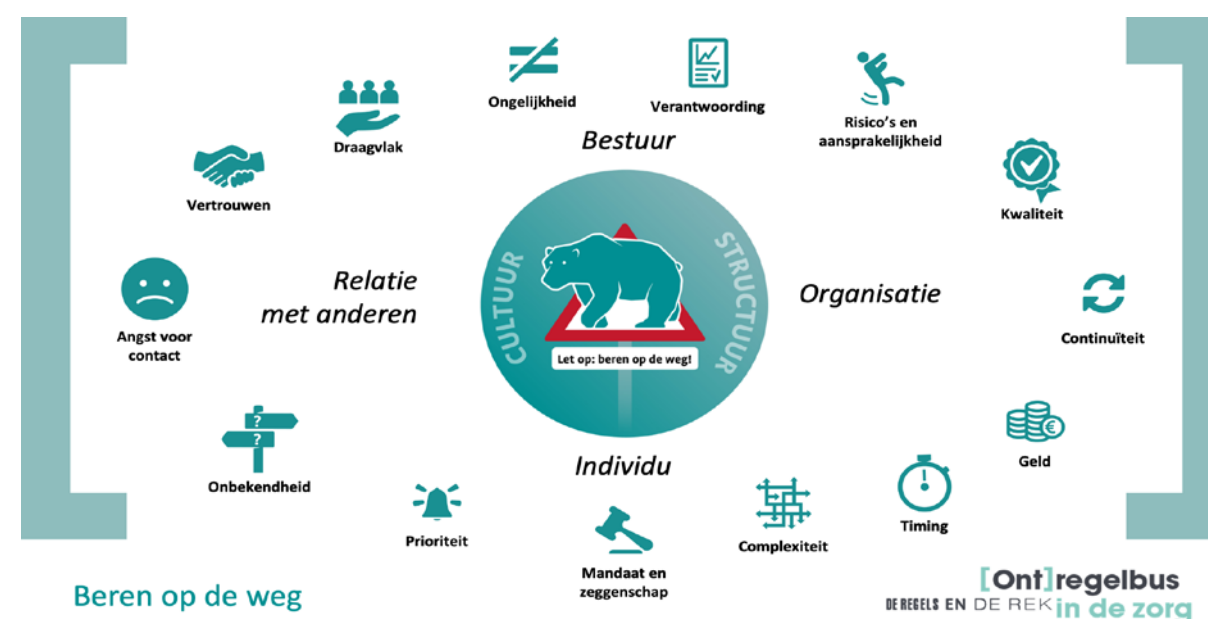 Ongelijkheid
Verantwoording
Risico's en
aansprakelijkheid
Draagvlak
Bestuur
Vertrouwen
Kwaliteit
CULTUUR
STRUCTUUR
Relatie
met anderen
Organisatie
Angst voor
contact
Let op: beren op de weg!
Continuïteit
?
?
Onbekendheid
Individu
€
Geld
Prioriteit
Mandaat en
zeggenschap
Complexiteit
Timing
Beren op de weg
[Ont]regelbus
DE REGELS EN DE REK in de zorg